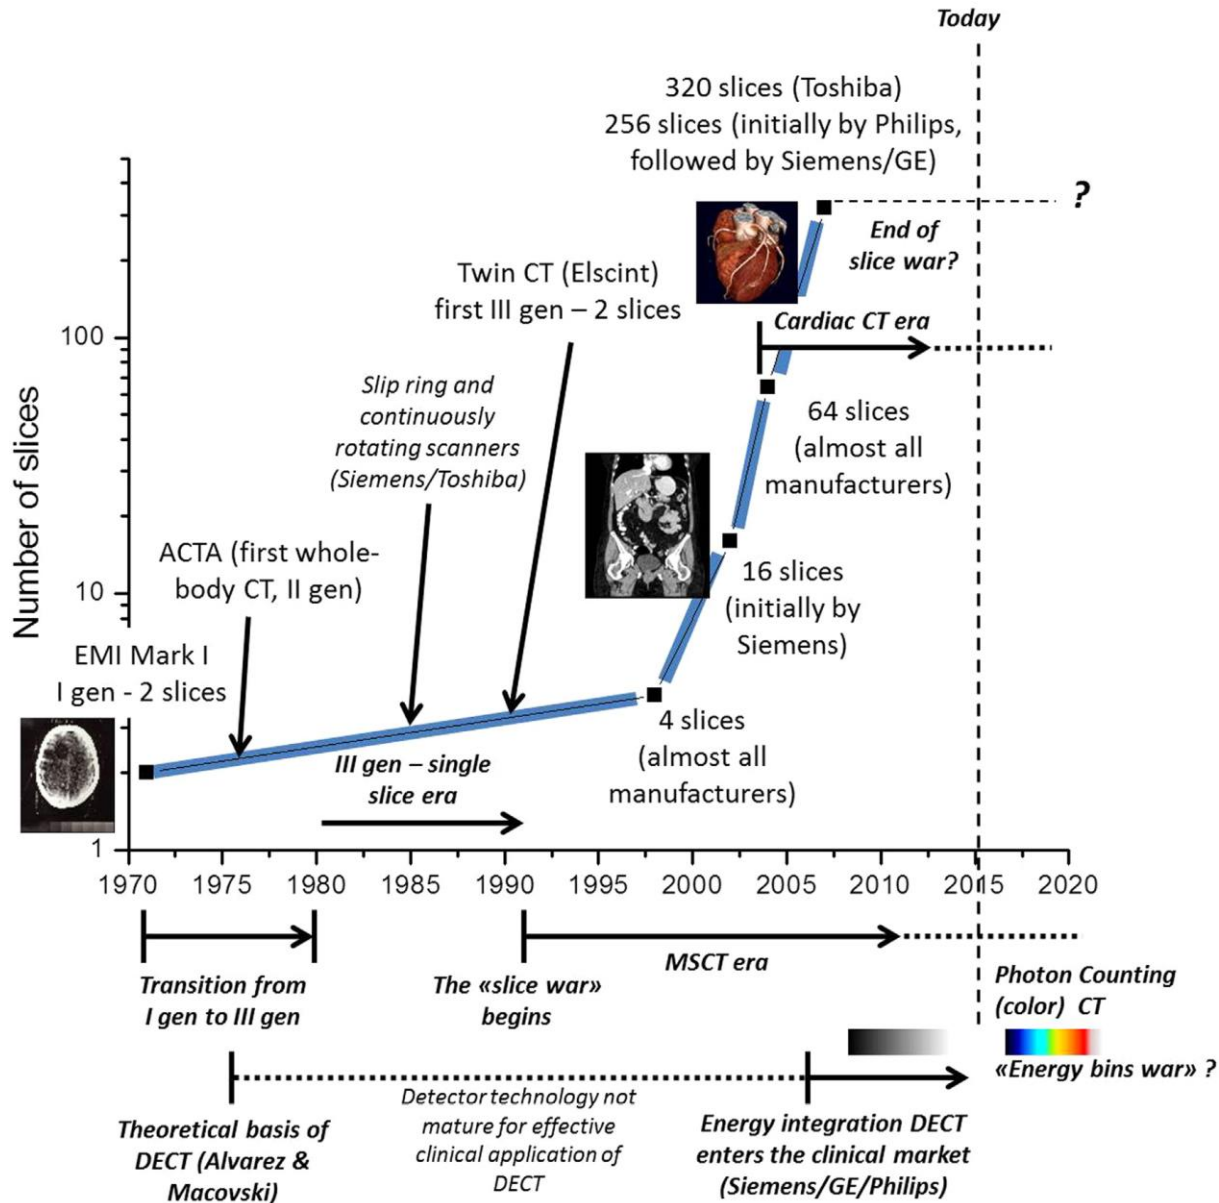 Today
320 slices (Toshiba)
256 slices (initially by Philips,
followed by Siemens/GE)
?
End of
slice war?
Twin CT (Elscint)
first III gen – 2 slices
Cardiac CT era
100
Slip ring and
continuously
rotating scanners
(Siemens/Toshiba)
64 slices
(almost all
manufacturers)
Number of slices
ACTA (first whole-
body CT, II gen)
10
16 slices
(initially by
Siemens)
EMI Mark I
I gen - 2 slices
4 slices
(almost all
manufacturers)
III gen – single
slice era
1
1970 1975 1980 1985 1990 1995 2000 2005 2010 2015 2020
Transition from
I gen to III gen
The «slice war»
begins
MSCT era
Photon Counting
(color) CT
«Energy bins war» ?
Theoretical basis of
DECT (Alvarez &
Macovski)
Detector technology not
mature for effective
clinical application of
DECT
Energy integration DECT
enters the clinical market
(Siemens/GE/Philips)